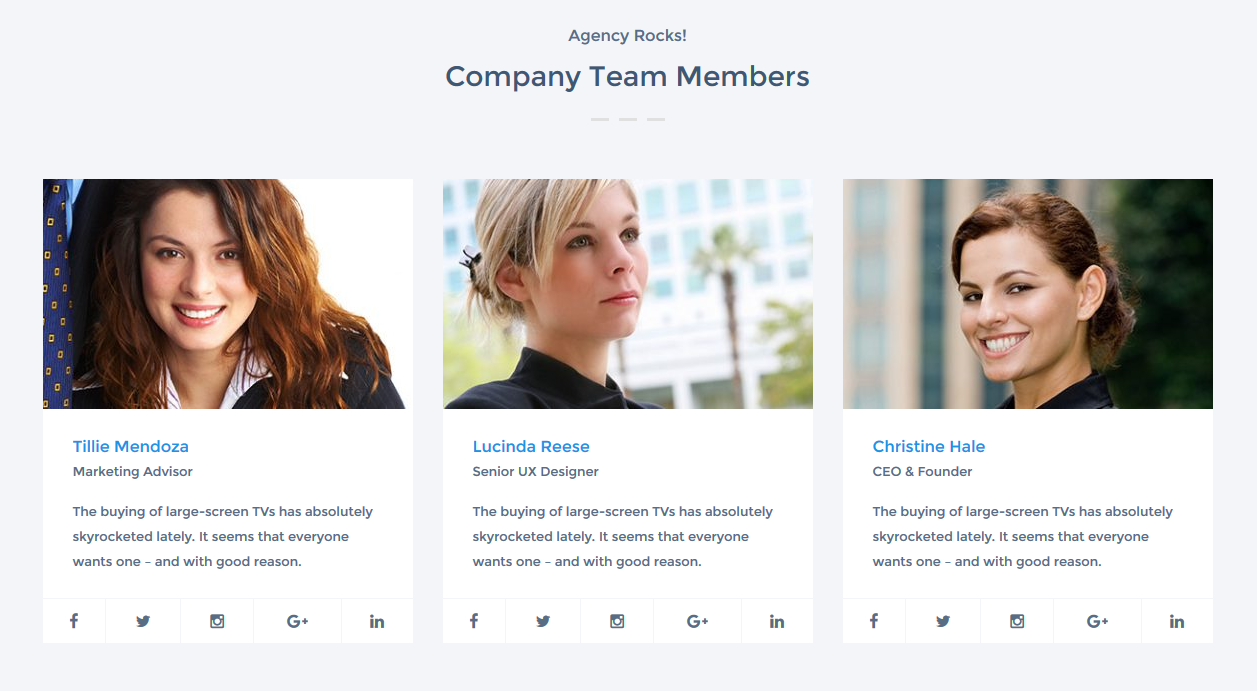 Agency Rocks!
Company Team Members
Tillie Mendoza
Marketing Advisor
The buying of large-screen TVs has absolutely
skyrocketed lately. It seems that everyone
wants one – and with good reason.
Lucinda Reese
Senior UX Designer
The buying of large-screen TVs has absolutely
skyrocketed lately. It seems that everyone
wants one – and with good reason.
Christine Hale
CEO & Founder
The buying of large-screen TVs has absolutely
skyrocketed lately. It seems that everyone
wants one – and with good reason.